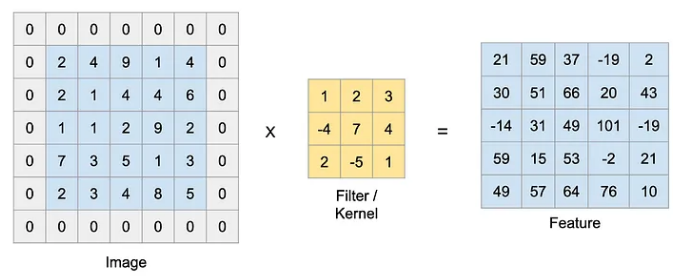 0 0 0 0 0 0 0
0 2 4 9 1 4 0
0 2 1 4 4 6 0
0 1 1 2 9 2 0
0 7 3 5 1 3 0
0 2 3 4 8 5 0
0 0 0 0 0 0 0
Image
x
1 2 3
-4 7 4
2 -5 1
Filter /
Kernel
=
21 59 37 -19 2
30 51 66 20 43
-14 31 49 101 -19
59 15 53 -2 21
49 57 64 76 10
Feature